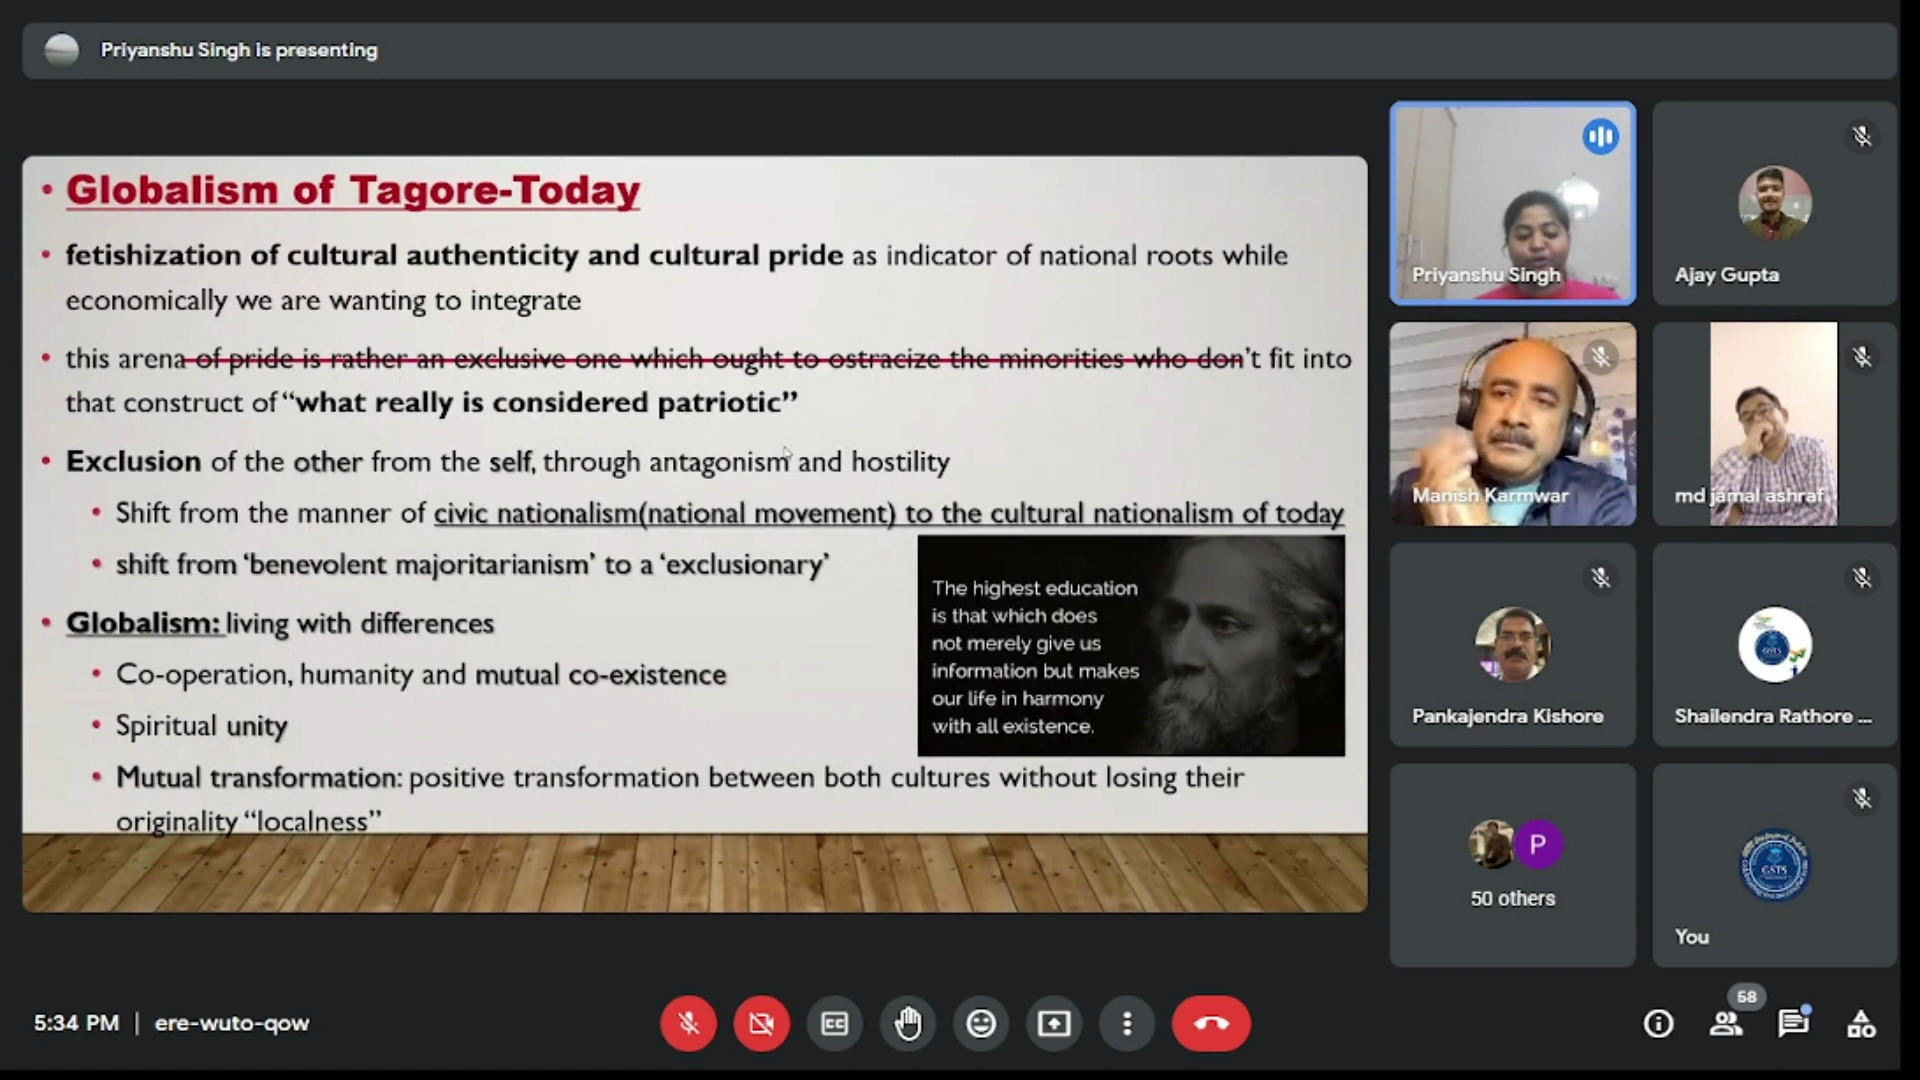 Priyanshu Singh is presenting
• Globalism of Tagore-Today
• fetishization of cultural authenticity and cultural pride as indicator of national roots while
economically we are wanting to integrate
• this arena of pride is rather an exclusive one which ought to ostracize the minorities who don't fit into
that construct of “what really is considered patriotic”
• Exclusion of the other from the self, through antagonism and hostility
• Shift from the manner of civic nationalism(national movement) to the cultural nationalism of today
• shift from ‘benevolent majoritarianism’ to a ‘exclusionary’
• Globalism: living with differences
• Co-operation, humanity and mutual co-existence
• Spiritual unity
• Mutual transformation: positive transformation between both cultures without losing their
originality “localness”
The highest education
is that which does
not merely give us
information but makes
our life in harmony
with all existence.
Priyanshu Singh
Ajay Gupta
Manish Karmwar
md jamal ashraf
Pankajendra Kishore
GSTS
Shailendra Rathore ...
P
50 others
GSTS
You
5:34 PM | ere-wuto-qow
CC
58